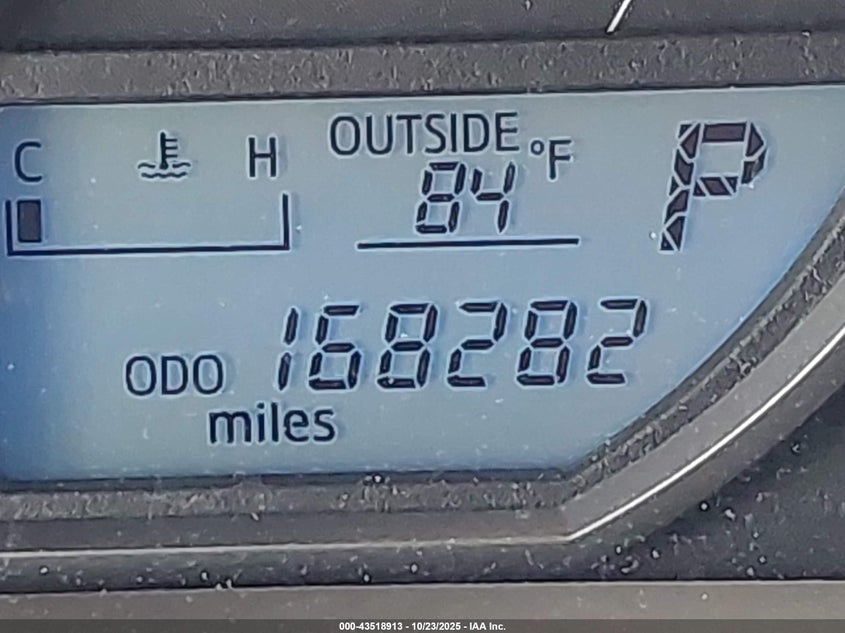 C H OUTSIDE °F P
84
ODO 168282
miles
000-43518913 - 10/23/2025 - IAA Inc.